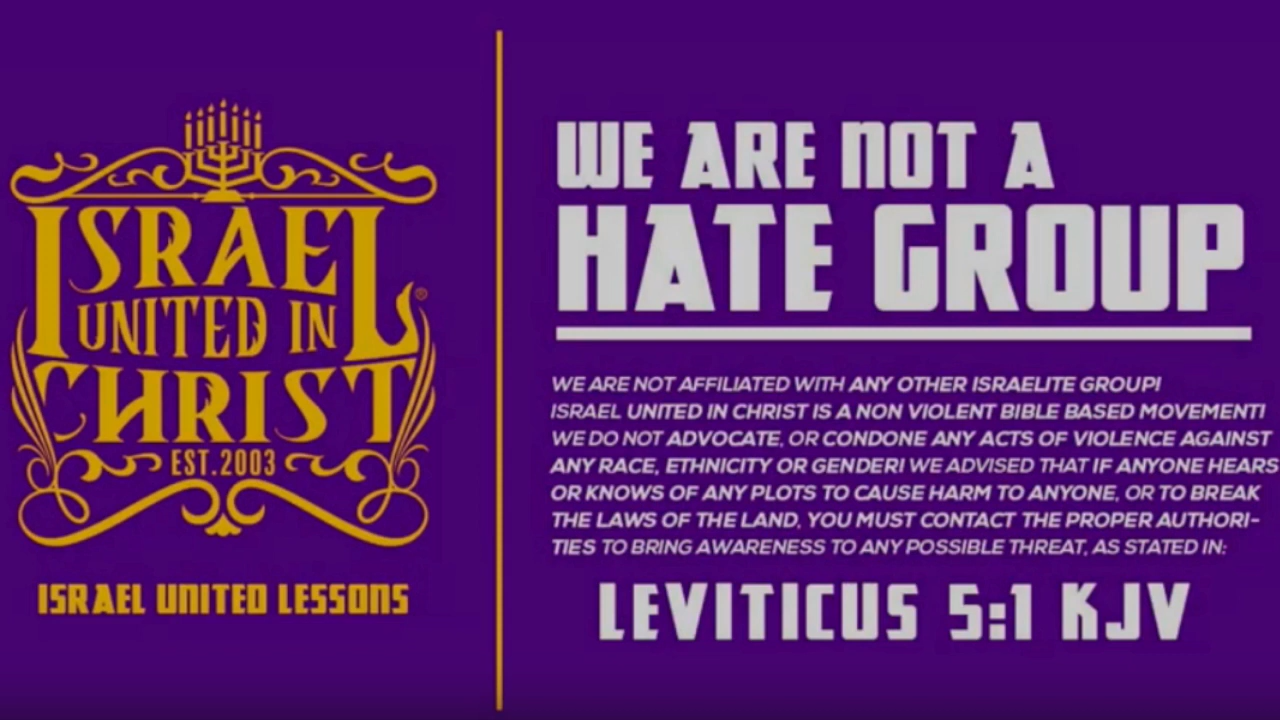 ISRAEL
UNITED IN
CHRIST
®
EST.2003
ISRAEL UNITED LESSONS
WE ARE NOT A
HATE GROUP
WE ARE NOT AFFILIATED WITH ANY OTHER ISRAELITE GROUP!
ISRAEL UNITED IN CHRIST IS A NON VIOLENT BIBLE BASED MOVEMENT!
WE DO NOT ADVOCATE, OR CONDONE ANY ACTS OF VIOLENCE AGAINST
ANY RACE, ETHNICITY OR GENDER! WE ADVISED THAT IF ANYONE HEARS
OR KNOWS OF ANY PLOTS TO CAUSE HARM TO ANYONE, OR TO BREAK
THE LAWS OF THE LAND, YOU MUST CONTACT THE PROPER AUTHORI-
TIES TO BRING AWARENESS TO ANY POSSIBLE THREAT, AS STATED IN:
LEVITICUS 5:1 KJV